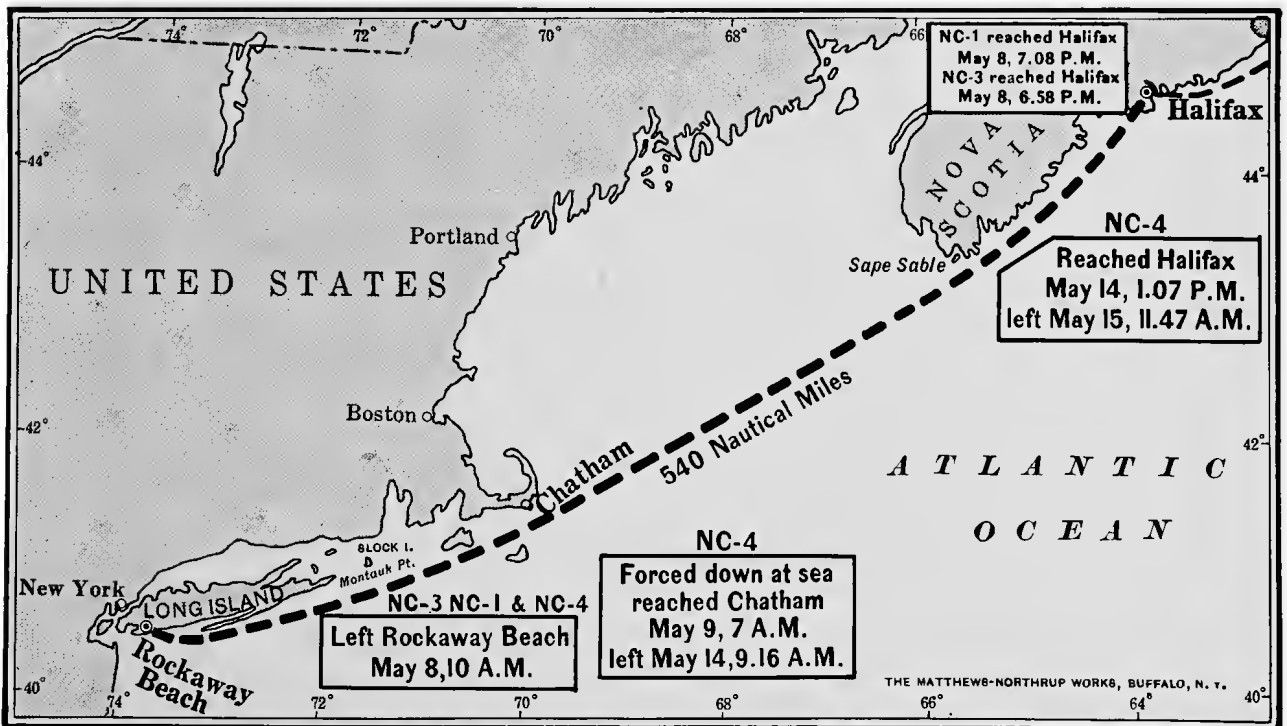 74°
72°
70°
68°
66
NC-1 reached Halifax
May 8, 7.08 P.M.
NC-3 reached Halifax
May 8, 6.58 P.M.
Halifax
NOVA
SCOTIA
44°
44°
Portland
Sape Sable
NC-4
Reached Halifax
May 14, 1.07 P.M.
left May 15, 11.47 A.M.
UNITED STATES
Boston
42°
42°
Chatham
540 Nautical Miles
ATLANTIC
OCEAN
BLOCK I.
Montauk Pt.
New York
LONG ISLAND
Rockaway
Beach
NC-3 NC-1 & NC-4
Left Rockaway Beach
May 8, 10 A.M.
NC-4
Forced down at sea
reached Chatham
May 9, 7 A.M.
left May 14, 9.16 A.M.
THE MATTHEWS-NORTHRUP WORKS, BUFFALO, N. Y.
40°
40°
74°
72°
70°
68°
66°
64°